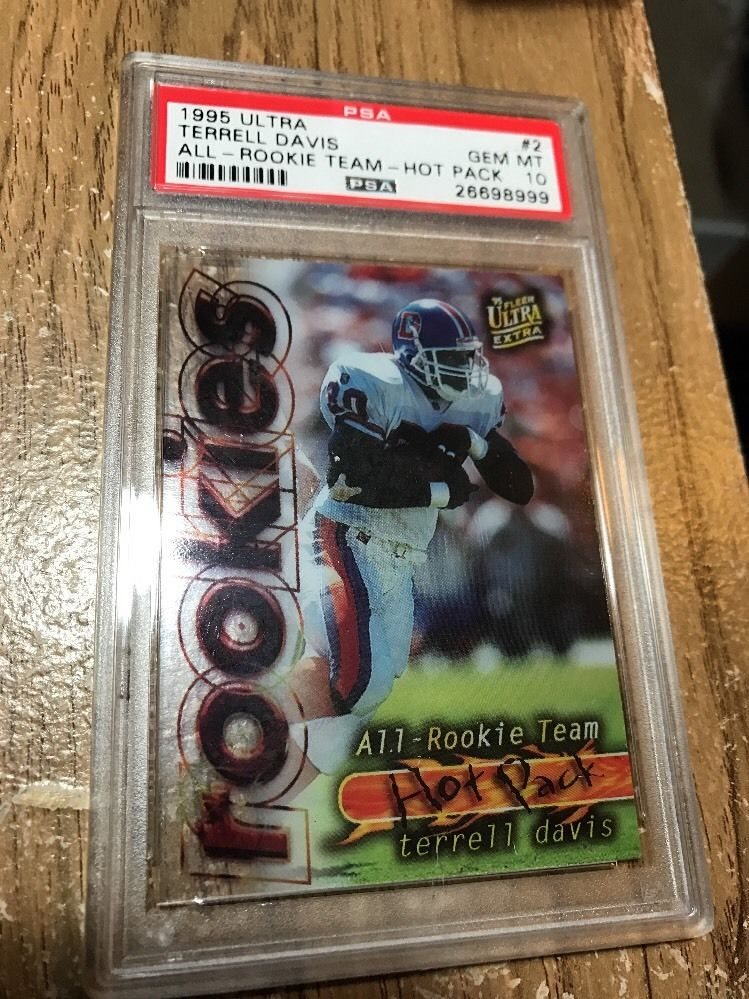 PSA
1995 ULTRA #2
TERRELL DAVIS GEM MT
ALL-ROOKIE TEAM-HOT PACK 10
PSA 26698999
rookies
'95 FLEER
ULTRA
EXTRA
30
All-Rookie Team
Hot Pack
terrell davis